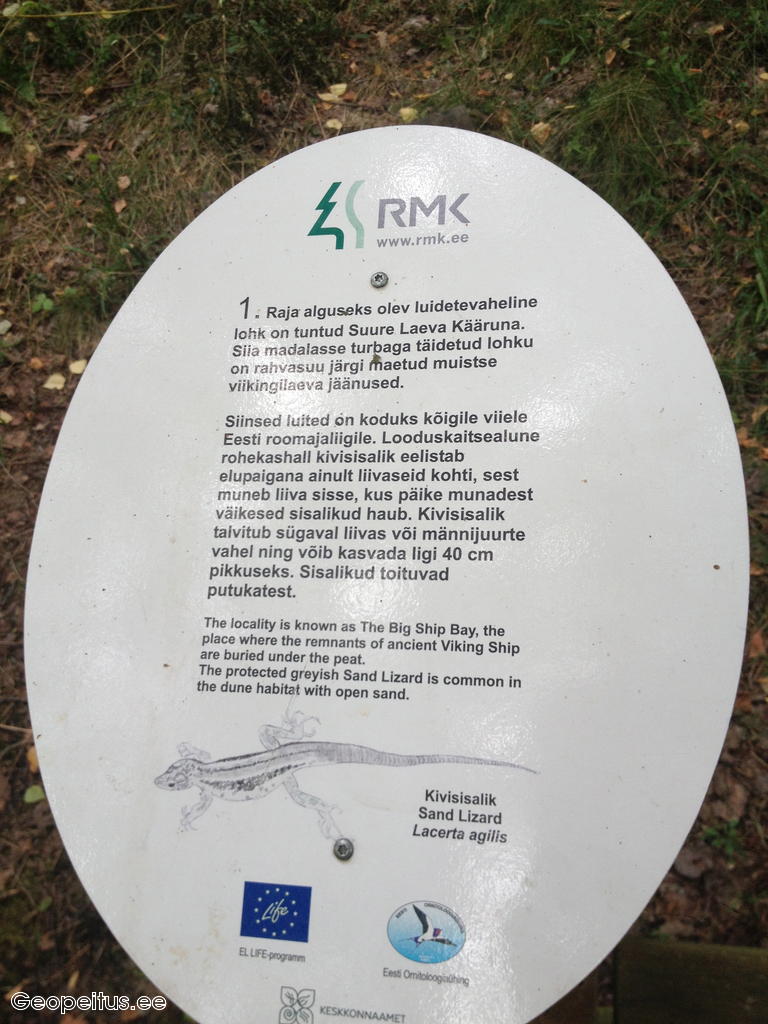 RMK
www.rmk.ee
1. Raja alguseks olev luidetevaheline
lohk on tuntud Suure Laeva Kääruna.
Siia madalasse turbaga täidetud lohku
on rahvasuu järgi maetud muistse
viikingilaeva jäänused.
Siinsed luited on koduks kõigile viiele
Eesti roomajaliigile. Looduskaitsealune
rohekashall kivisisalik eelistab
elupaigana ainult liivaseid kohti, sest
muneb liiva sisse, kus päike munadest
väikesed sisalikud haub. Kivisisalik
talvitub sügaval liivas või männijuurte
vahel ning võib kasvada ligi 40 cm
pikkuseks. Sisalikud toituvad
putukatest.
The locality is known as The Big Ship Bay, the
place where the remnants of ancient Viking Ship
are buried under the peat.
The protected greyish Sand Lizard is common in
the dune habitat with open sand.
Kivisisalik
Sand Lizard
Lacerta agilis
Life
EL LIFE-programm
EESTI ORNITOLOOGIAÜHING
Eesti Ornitoloogiaühing
KESKKONNAAMET
Geopeitus.ee